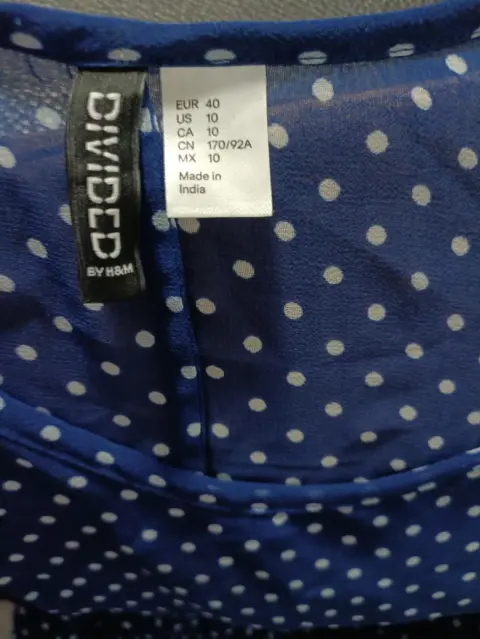 DIVIDED
BY H&M
EUR 40
US 10
CA 10
CN 170/92A
MX 10
Made in
India